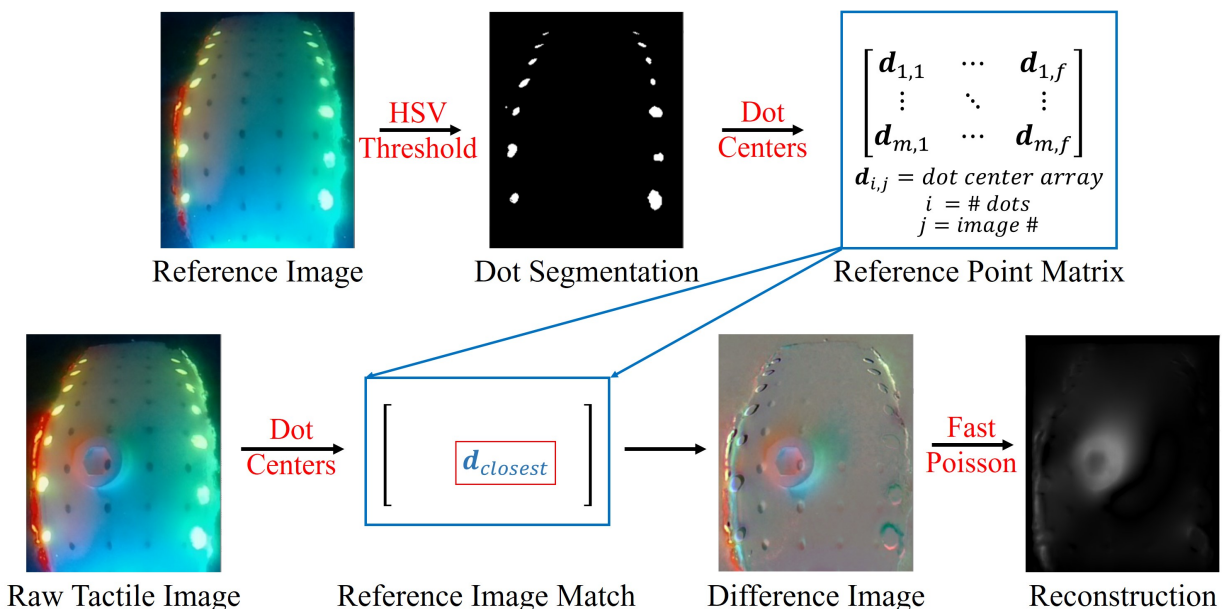 HSV
Threshold
Dot
Centers
d1,1 ⋯ d1,f
⋮ ⋱ ⋮
dm,1 ⋯ dm,f
di,j = dot center array
i = # dots
j = image #
Reference Image
Dot Segmentation
Reference Point Matrix
Dot
Centers
dclosest
Fast
Poisson
Raw Tactile Image
Reference Image Match
Difference Image
Reconstruction